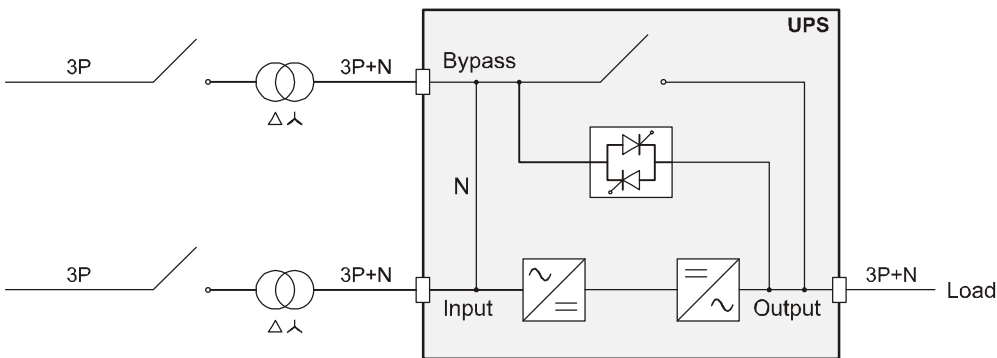 UPS
3P
3P+N
Bypass
N
3P
3P+N
Input
Output
3P+N
Load